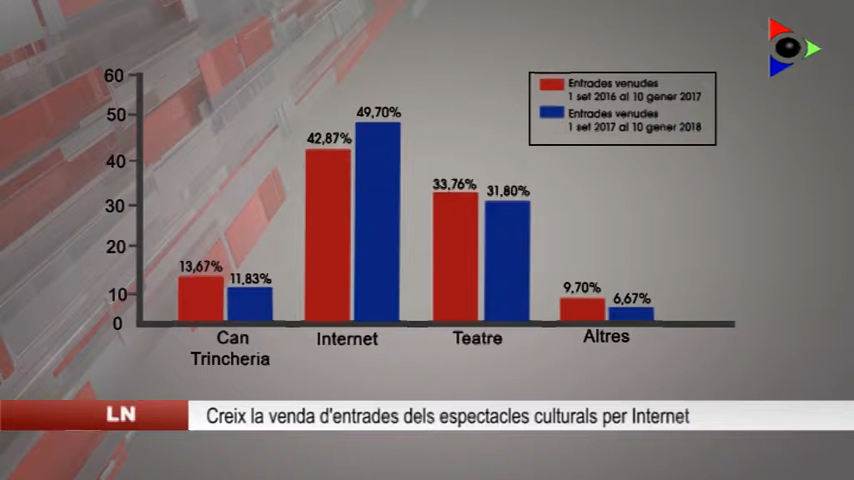 Entrades venudes
1 set 2016 al 10 gener 2017
Entrades venudes
1 set 2017 al 10 gener 2018
60
50
40
30
20
10
0
13,67%
11,83%
42,87%
49,70%
33,76%
31,80%
9,70%
6,67%
Can
Trincheria
Internet
Teatre
Altres
LN
Creix la venda d'entrades dels espectacles culturals per Internet